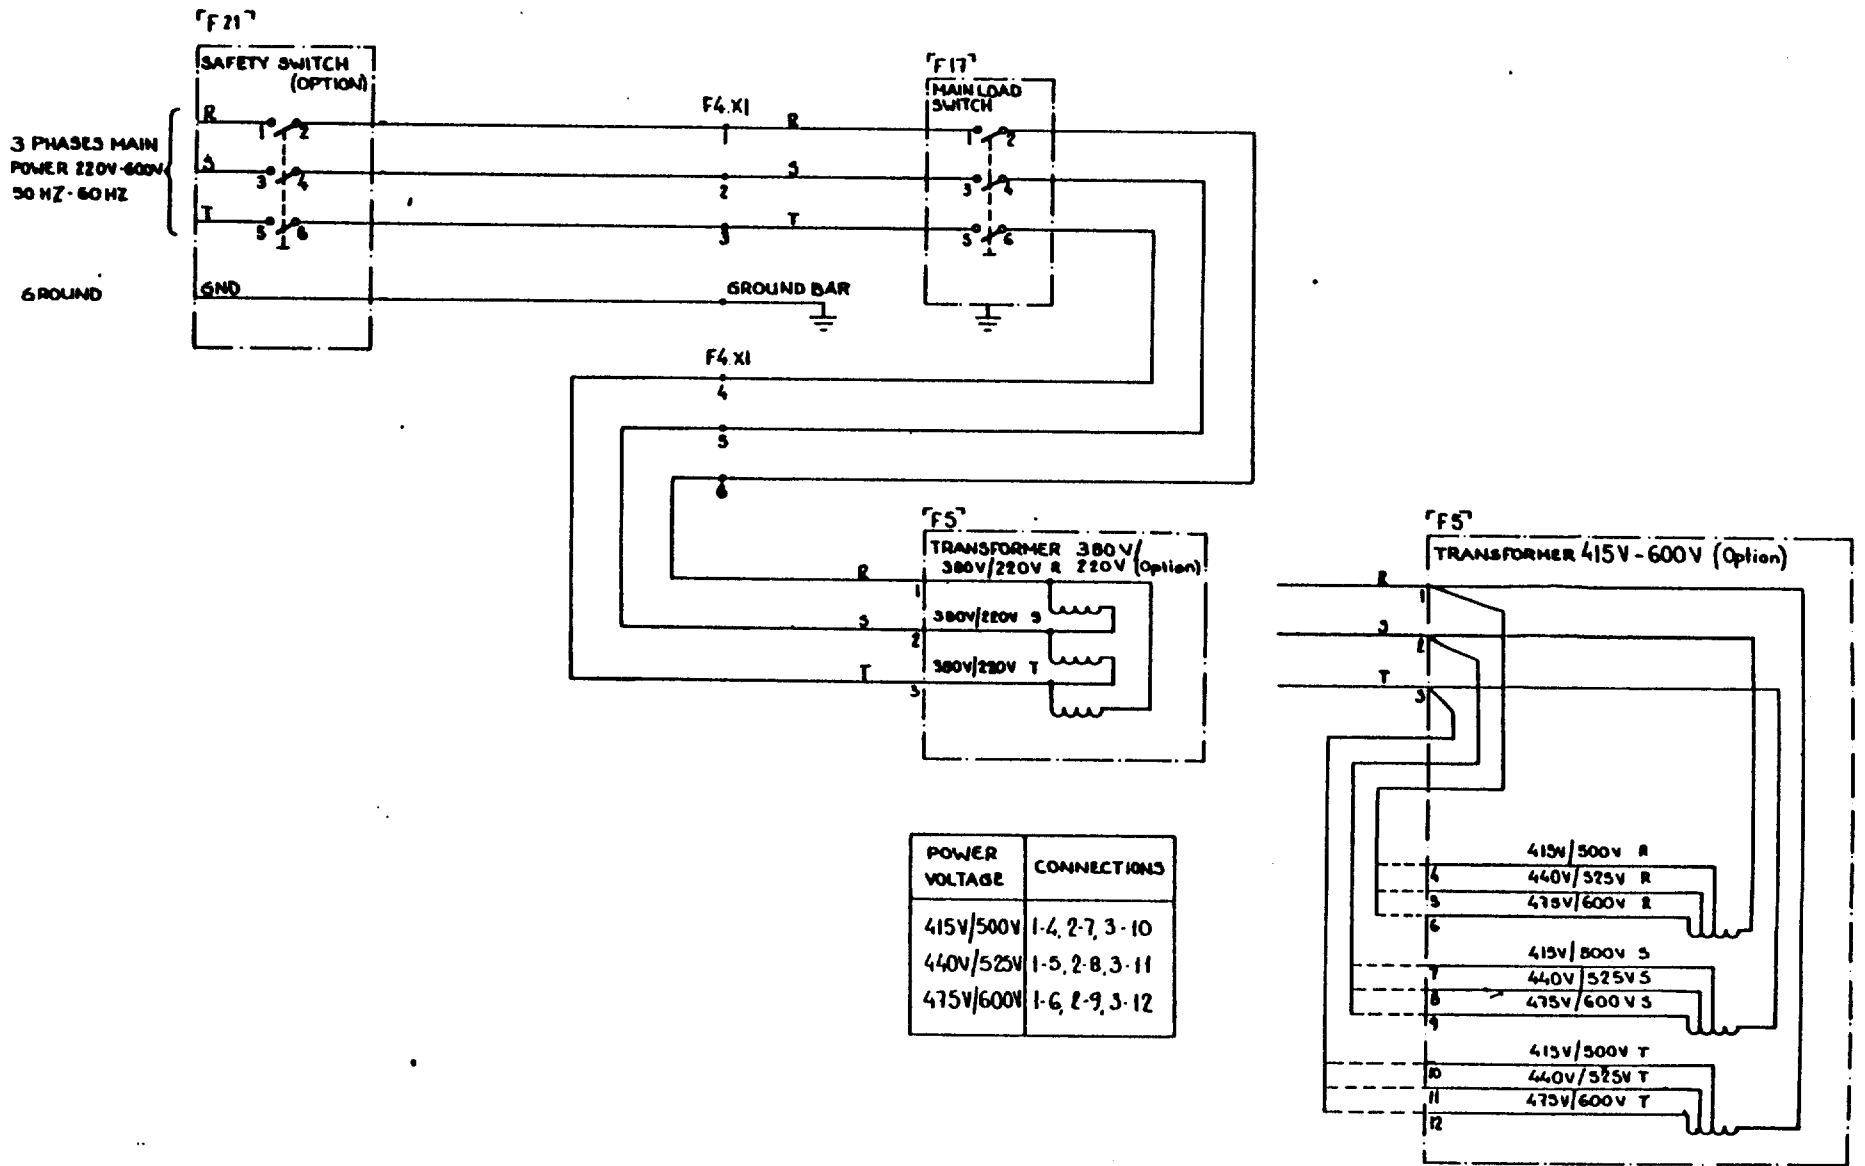 F21
SAFETY SWITCH
(OPTION)
3 PHASES MAIN
POWER 220V-600V
50 HZ - 60 HZ
R
1 2
S
3 4
T
5 6
GROUND
GND
F4.X1
1
2
3
R
S
T
GROUND BAR
F17
MAIN LOAD
SWITCH
1 2
3 4
5 6
F4.X1
4
5
6
F5
TRANSFORMER 380V/
380V/220V R 220V (Option)
R
1
380V/220V S
S
2
380V/220V T
T
3
F5
TRANSFORMER 415V-600V (Option)
R
1
S
2
T
3
415V/500V R
4
440V/525V R
5
475V/600V R
6
415V/500V S
7
440V/525V S
8
475V/600V S
9
415V/500V T
10
440V/525V T
11
475V/600V T
12
POWER
VOLTAGE
CONNECTIONS
415V/500V 1-4, 2-7, 3-10
440V/525V 1-5, 2-8, 3-11
475V/600V 1-6, 2-9, 3-12